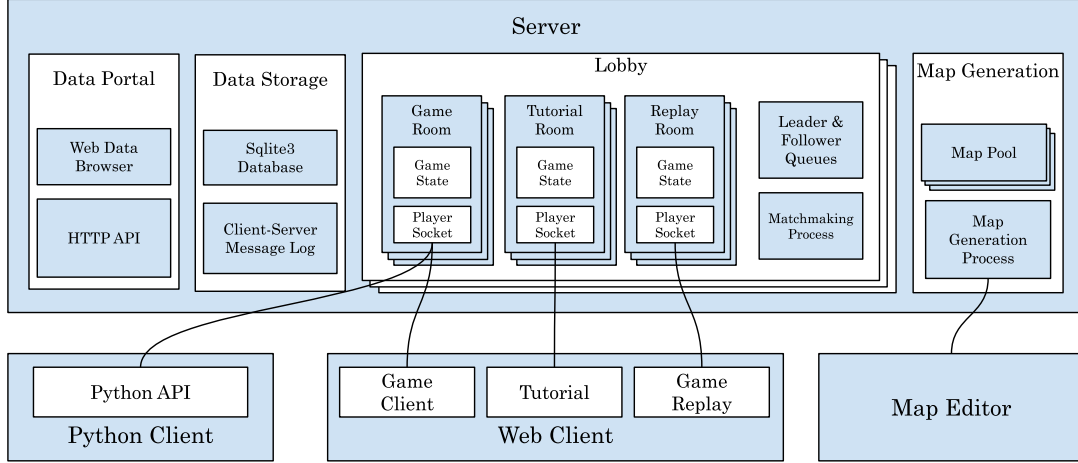 Server
Data Portal
Web Data
Browser
HTTP API
Data Storage
Sqlite3
Database
Client-Server
Message Log
Lobby
Game
Room
Game
State
Player
Socket
Tutorial
Room
Game
State
Player
Socket
Replay
Room
Game
State
Player
Socket
Leader &
Follower
Queues
Matchmaking
Process
Map Generation
Map Pool
Map
Generation
Process
Python API
Python Client
Game
Client
Tutorial
Game
Replay
Web Client
Map Editor